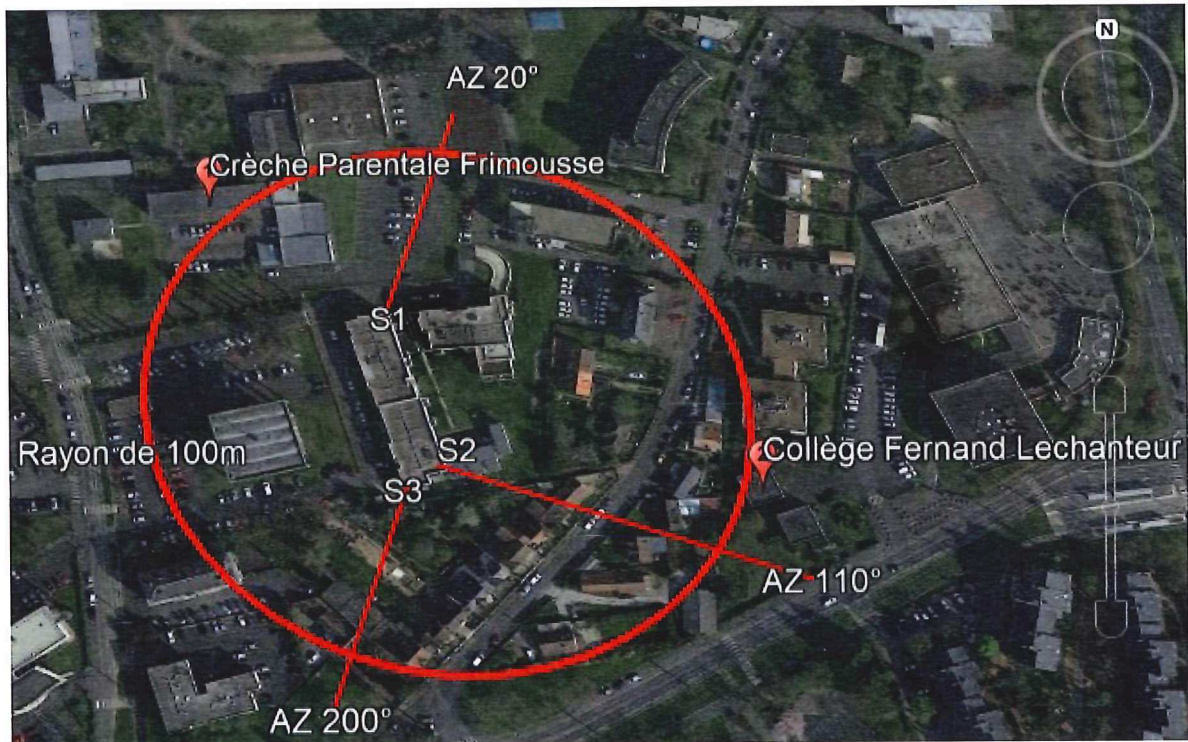 N
AZ 20°
Crèche Parentale Frimousse
S1
Rayon de 100m
S2
Collège Fernand Lechanteur
S3
AZ 110°
AZ 200°